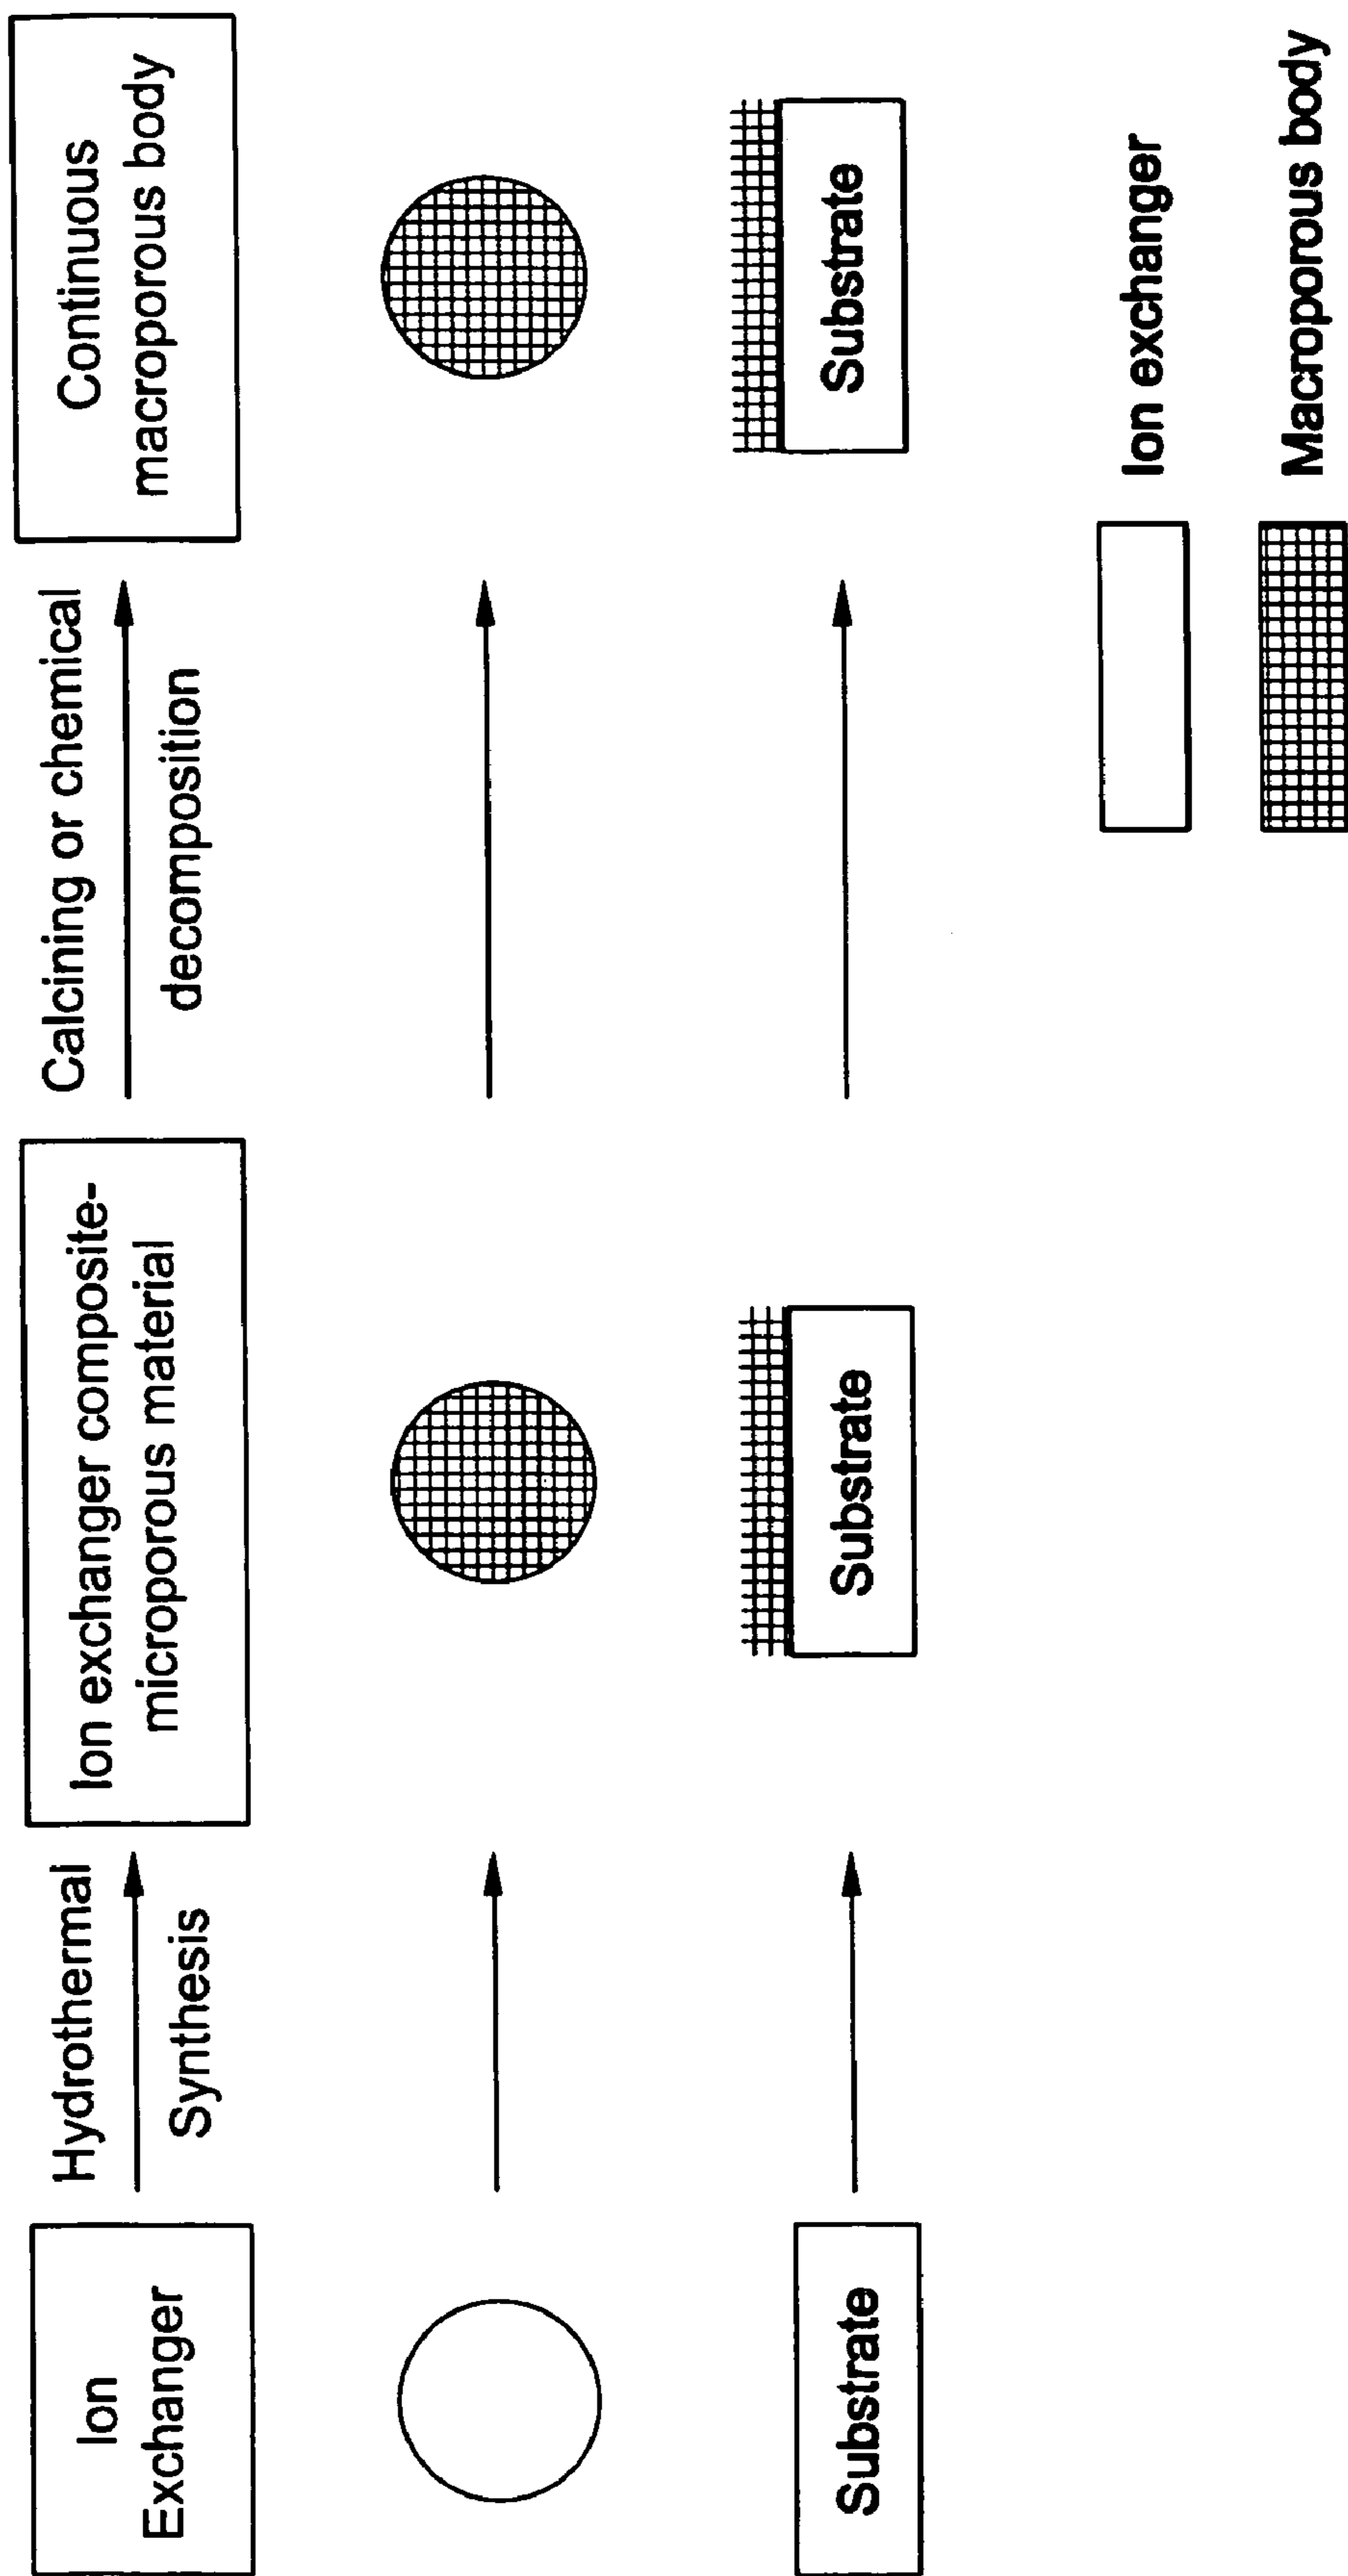 Ion
Exchanger
Hydrothermal
Synthesis
Ion exchanger composite-
microporous material
Calcining or chemical
decomposition
Continuous
macroporous body
Substrate
Substrate
Substrate
Ion exchanger
Macroporous body